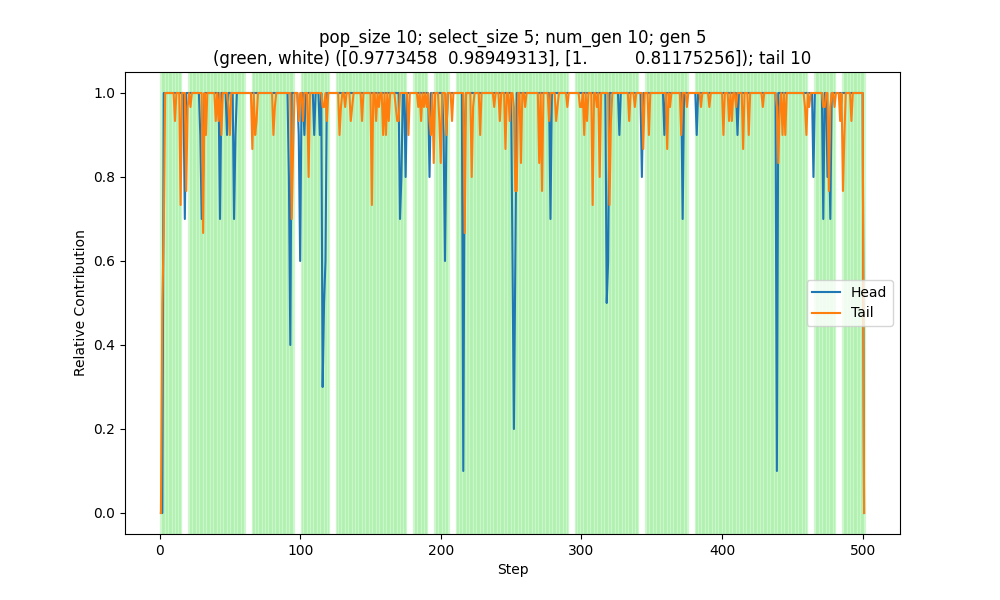 pop_size 10; select_size 5; num_gen 10; gen 5
(green, white) ([0.9773458  0.98949313], [1.         0.81175256]); tail 10
Relative Contribution
1.0
0.8
0.6
0.4
0.2
0.0
Head
Tail
0
100
200
300
400
500
Step